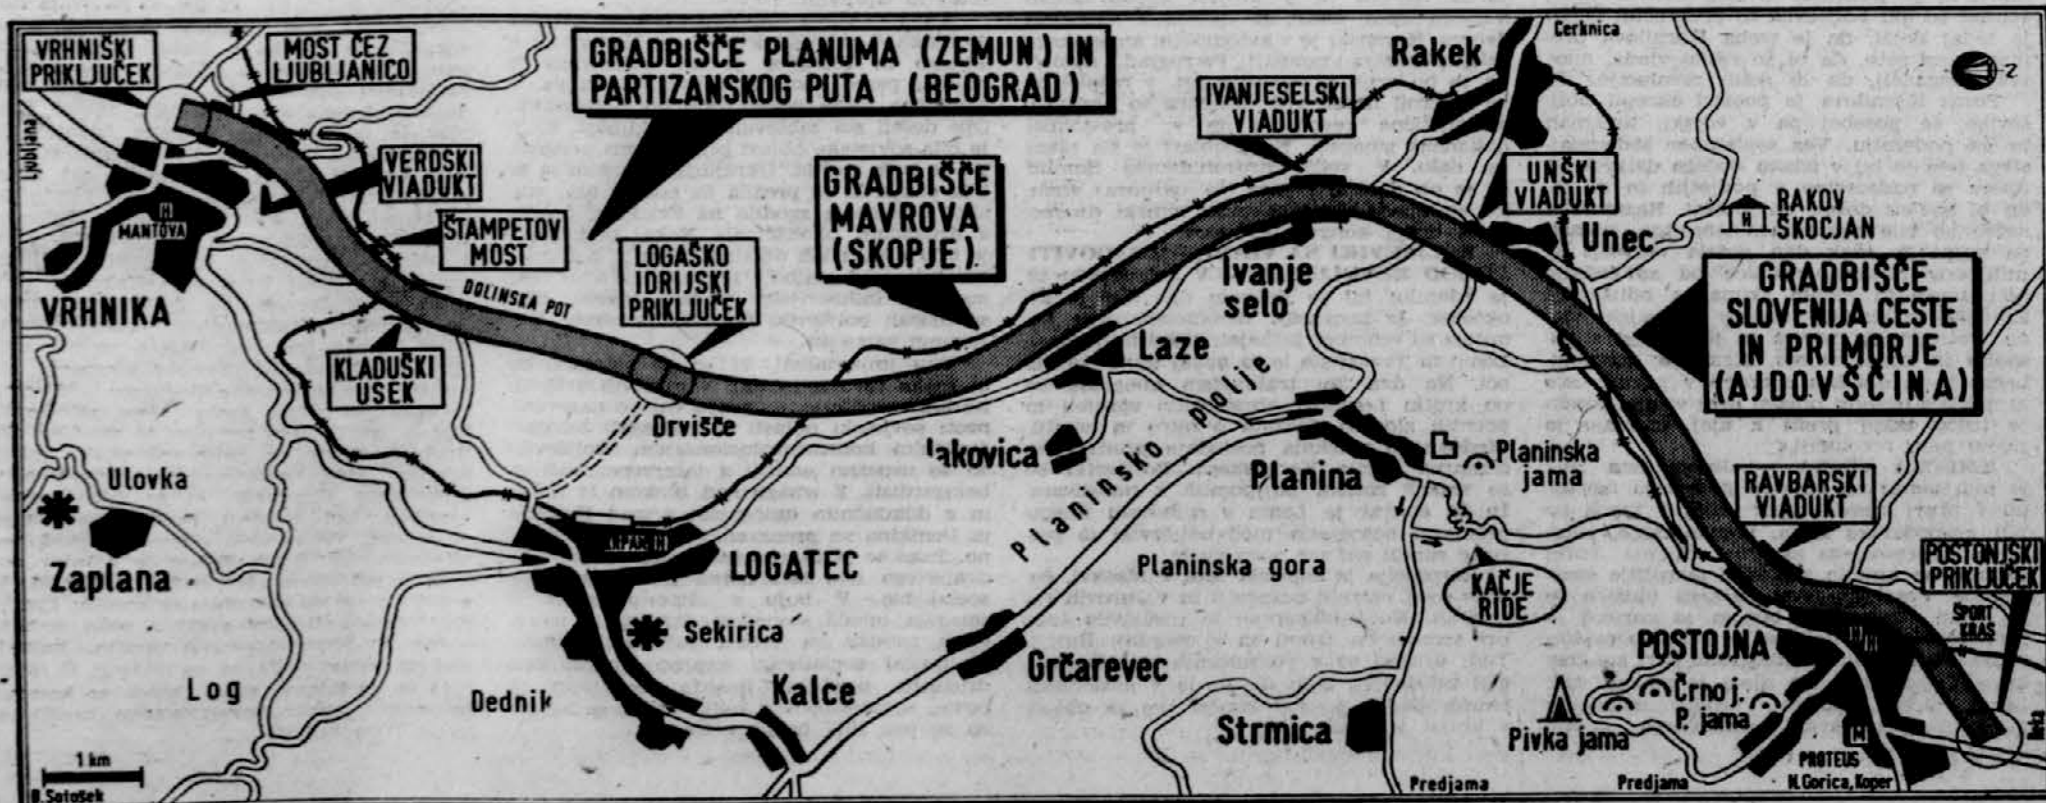 VRHNIŠKI
PRIKLJUČEK
MOST ČEZ
LJUBLJANICO
GRADBIŠČE PLANUMA (ZEMUN) IN
PARTIZANSKOG PUTA (BEOGRAD)
IVANJESELSKI
VIADUKT
Rakek
Cerknica
Ljubljana
VERDSKI
VIADUKT
GRADBIŠČE
MAVROVA
(SKOPJE)
UNŠKI
VIADUKT
H
RAKOV
ŠKOCJAN
H
MANTOVA
ŠTAMPETOV
MOST
LOGAŠKO
IDRIJSKI
PRIKLJUČEK
Unec
Ivanje
selo
GRADBIŠČE
SLOVENIJA CESTE
IN PRIMORJE
(AJDOVŠČINA)
VRHNIKA
DOLINSKA POT
KLADUŠKI
USEK
Laze
Drvišče
Jakovica
Planinsko polje
Planina
Planinska
jama
RAVBARSKI
VIADUKT
Ulovka
Zaplana
LOGATEC
Planinska gora
KAČJE
RIDE
POSTONJSKI
PRIKLJUČEK
ŠPORT
KRAS
Sekirica
Grčarevec
POSTOJNA
H
H
Log
Dednik
Kalce
Strmica
Črna j.
P. jama
Pivka jama
H
PROTEUS
N. Gorica, Koper
1 km
B. Sotošek
Predjama
Predjama